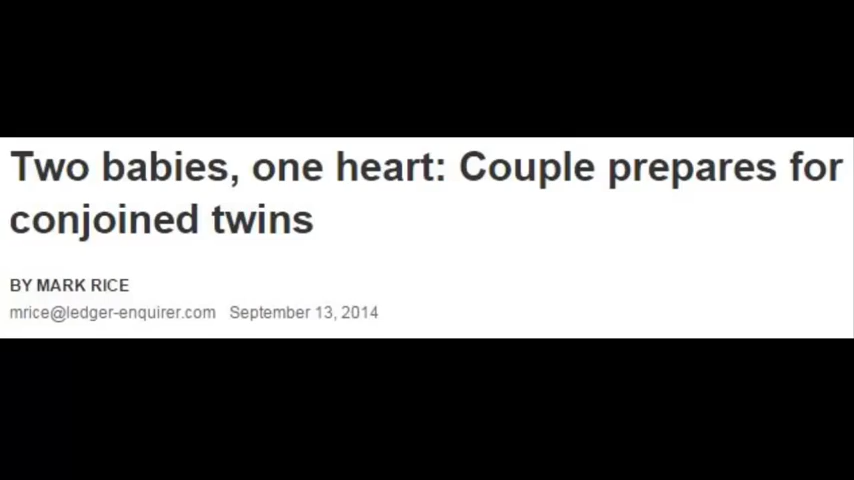 Two babies, one heart: Couple prepares for
conjoined twins
BY MARK RICE
mrice@ledger-enquirer.com September 13, 2014